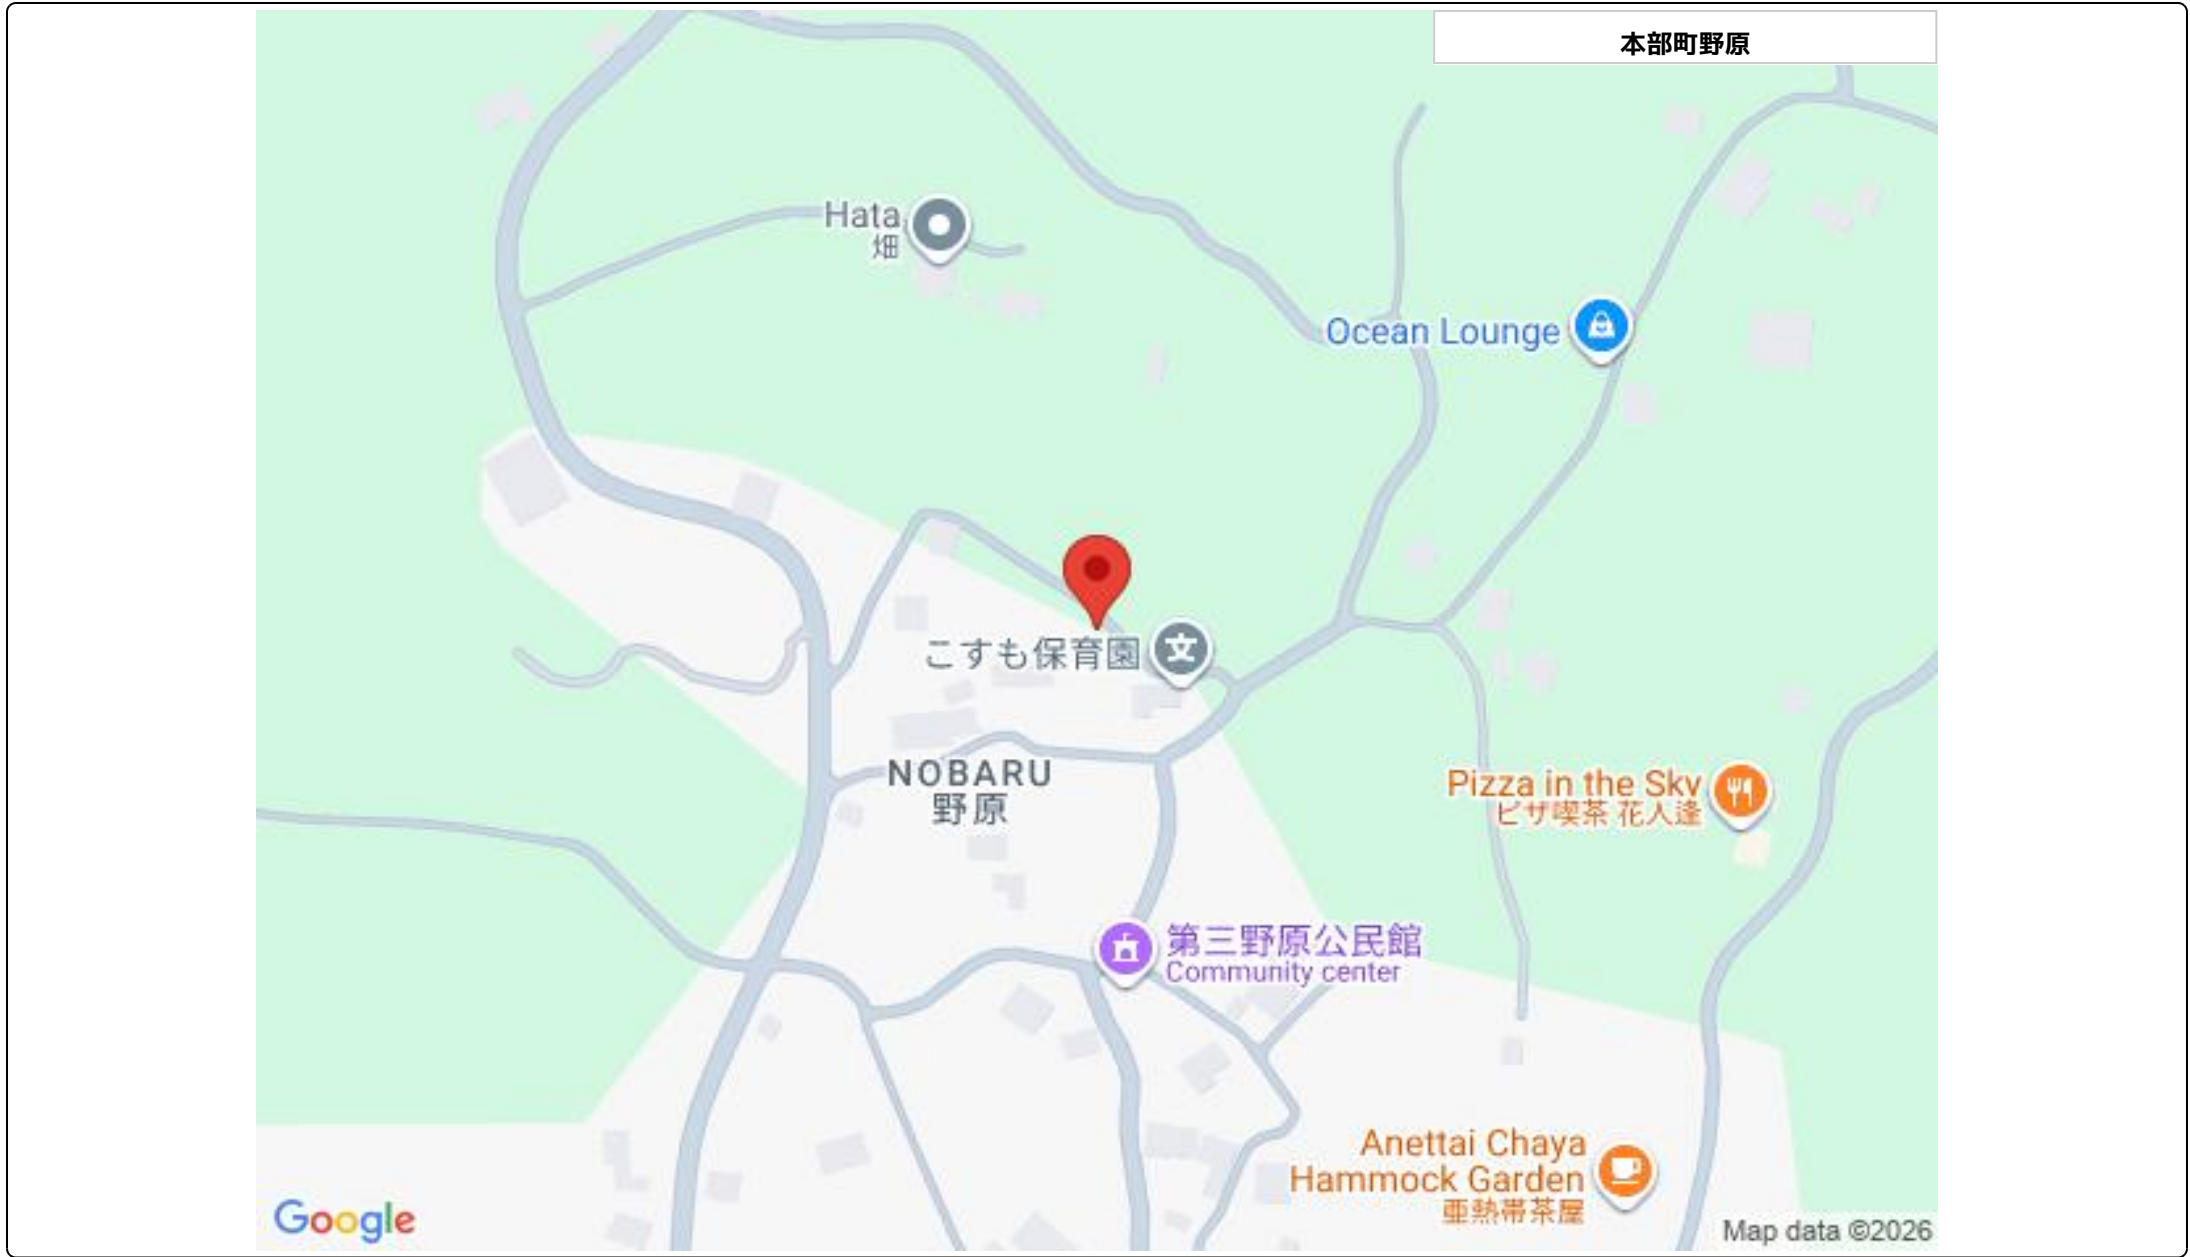 本部町野原
Hata
畑
Ocean Lounge
こすも保育園
NOBARU
野原
Pizza in the Sky
ピザ喫茶 花人逢
第三野原公民館
Community center
Anettai Chaya
Hammock Garden
亜熱帯茶屋
Google
Map data ©2026